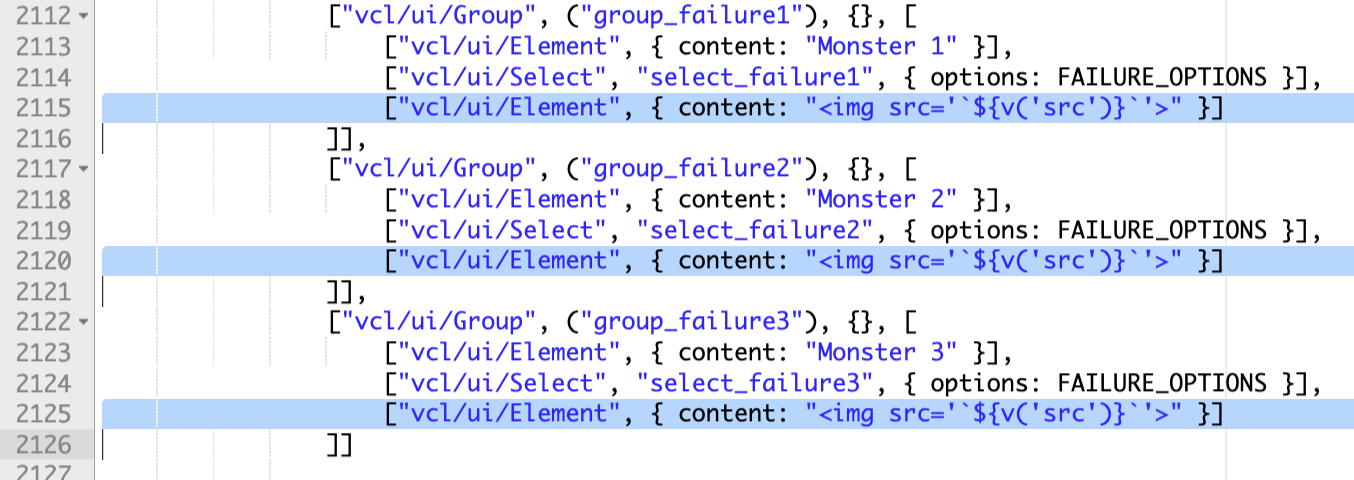 2112 ["vcl/ui/Group", ("group_failure1"), {}, [
2113 ["vcl/ui/Element", { content: "Monster 1" }],
2114 ["vcl/ui/Select", "select_failure1", { options: FAILURE_OPTIONS }],
2115 ["vcl/ui/Element", { content: "<img src='`${v('src')}`'>" }]
2116 ]],
2117 ["vcl/ui/Group", ("group_failure2"), {}, [
2118 ["vcl/ui/Element", { content: "Monster 2" }],
2119 ["vcl/ui/Select", "select_failure2", { options: FAILURE_OPTIONS }],
2120 ["vcl/ui/Element", { content: "<img src='`${v('src')}`'>" }]
2121 ]],
2122 ["vcl/ui/Group", ("group_failure3"), {}, [
2123 ["vcl/ui/Element", { content: "Monster 3" }],
2124 ["vcl/ui/Select", "select_failure3", { options: FAILURE_OPTIONS }],
2125 ["vcl/ui/Element", { content: "<img src='`${v('src')}`'>" }]
2126 ]]
2127